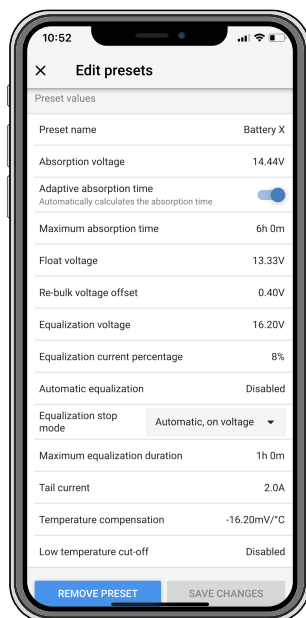 10:52
Edit presets
Preset values
Preset name Battery X
Absorption voltage 14.44V
Adaptive absorption time
Automatically calculates the absorption time
Maximum absorption time 6h 0m
Float voltage 13.33V
Re-bulk voltage offset 0.40V
Equalization voltage 16.20V
Equalization current percentage 8%
Automatic equalization Disabled
Equalization stop
mode Automatic, on voltage
Maximum equalization duration 1h 0m
Tail current 2.0A
Temperature compensation -16.20mV/°C
Low temperature cut-off Disabled
REMOVE PRESET SAVE CHANGES